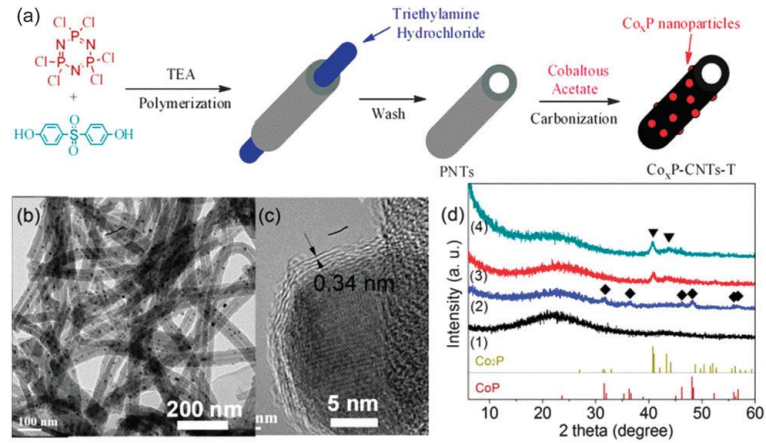 (a)
Cl
Cl
Cl
P
N
N
Cl
P
P
Cl
N
Cl
+
O
HO
S
OH
O
TEA
Polymerization
Triethylamine
Hydrochloride
Wash
PNTs
Cobaltous
Acetate
Carbonization
CoₓP nanoparticles
CoₓP-CNTs-T
(b)
100 nm
200 nm
(c)
0.34 nm
nm
5 nm
(d)
Intensity (a. u.)
(4)
(3)
(2)
(1)
Co₂P
CoP
10 20 30 40 50 60
2 theta (degree)